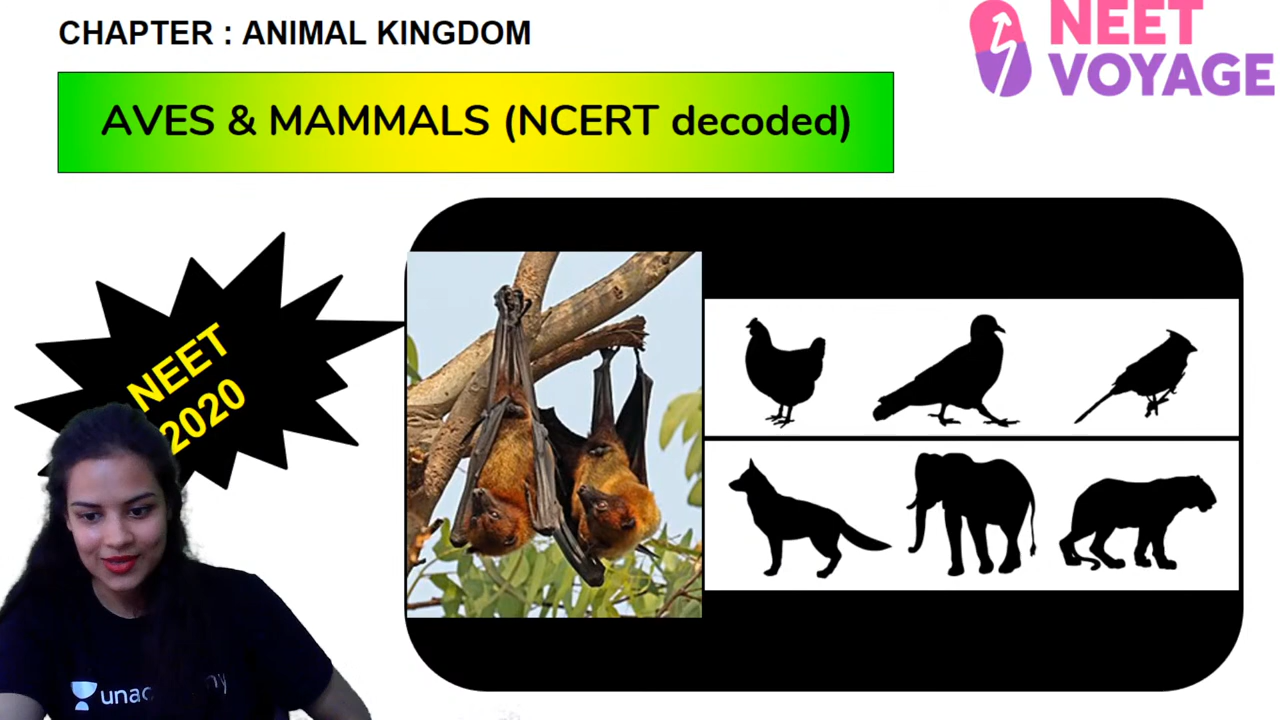 CHAPTER : ANIMAL KINGDOM
NEET
VOYAGE
AVES & MAMMALS (NCERT decoded)
NEET
2020